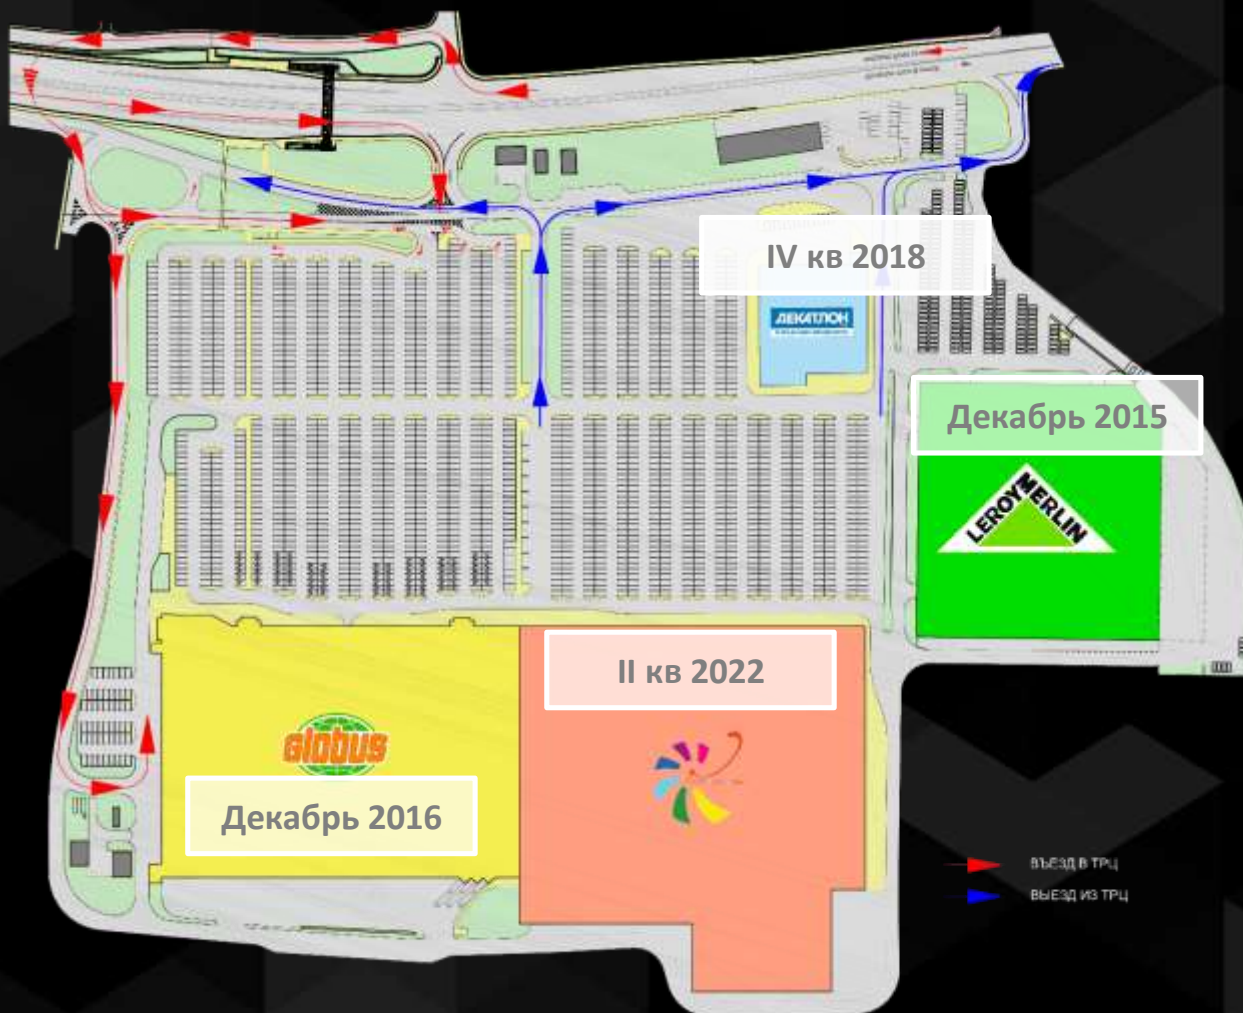 IV кв 2018
ДЕКАТЛОН
Декабрь 2015
LEROY MERLIN
II кв 2022
Globus
Декабрь 2016
ВЪЕЗД В ТРЦ
ВЫЕЗД ИЗ ТРЦ